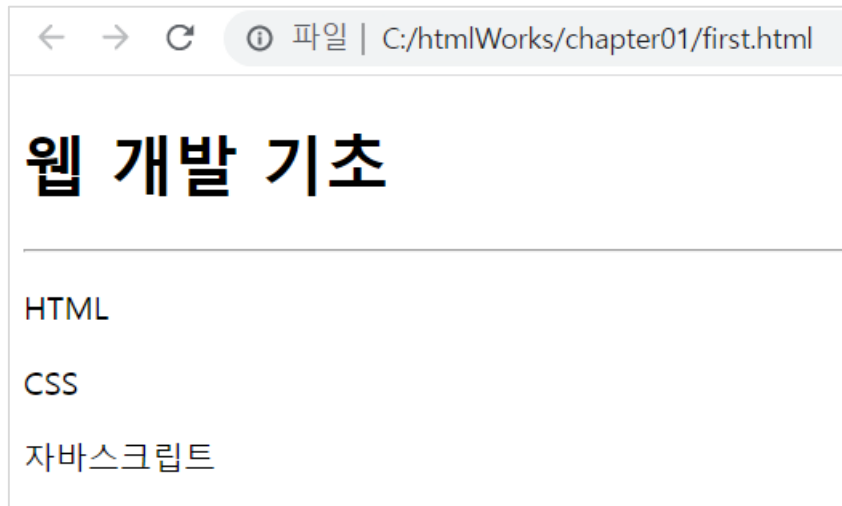 파일 | C:/htmlWorks/chapter01/first.html
웹 개발 기초
HTML
CSS
자바스크립트